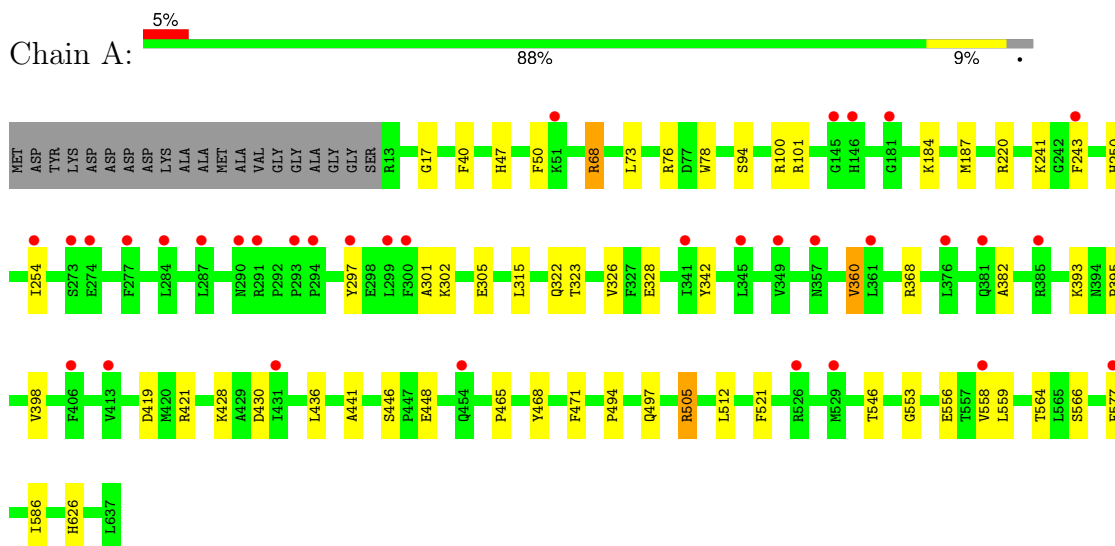 5%
Chain A:
88% 9% •
MET ASP TYR LYS ASP ASP ASP ASP LYS ALA ALA MET ALA VAL GLY GLY ALA GLY GLY SER R13 G17 F40 H47 F50 K51 R68 L73 R76 D77 W78 S94 R100 R101 G145 H146 G181 K184 M187 R220 K241 G242 F243
I254 S273 E274 F277 L284 L287 N290 R291 P292 P293 P294 Y297 E298 L299 F300 A301 K302 E305 L315 Q322 T323 V326 F327 E328 I341 Y342 L345 V349 N357 V360 L361 R368 L376 Q381 A382 R385 K393 N394
V398 F406 V413 D419 M420 R421 K428 A429 D430 I431 L436 A441 S446 P447 E448 Q454 P465 Y468 F471 P494 Q497 R505 L512 F521 R526 M529 T546 G553 E556 T557 V558 L559 T564 L565 S566
I586 H626 L637